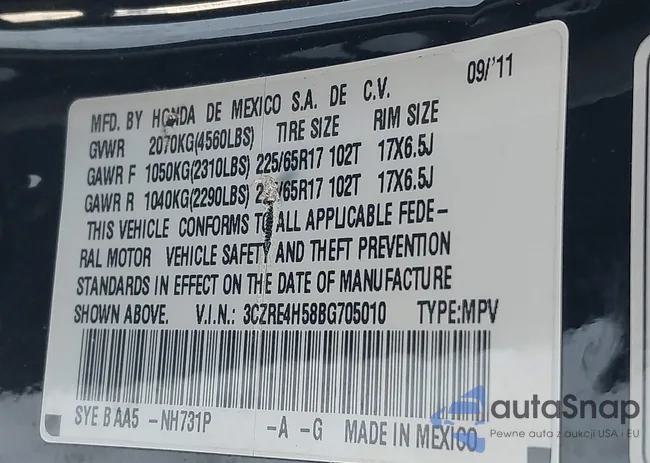 MFD. BY HONDA DE MEXICO S.A. DE C.V. 09/'11
GVWR 2070KG(4560LBS) TIRE SIZE RIM SIZE
GAWR F 1050KG(2310LBS) 225/65R17 102T 17X6.5J
GAWR R 1040KG(2290LBS) 225/65R17 102T 17X6.5J
THIS VEHICLE CONFORMS TO ALL APPLICABLE FEDE-
RAL MOTOR VEHICLE SAFETY AND THEFT PREVENTION
STANDARDS IN EFFECT ON THE DATE OF MANUFACTURE
SHOWN ABOVE. V.I.N.: 3CZRE4H58BG705010 TYPE:MPV
SYE B AA5 -NH731P -A -G MADE IN MEXICO
autoSnap
Pewne auta z aukcji USA i EU